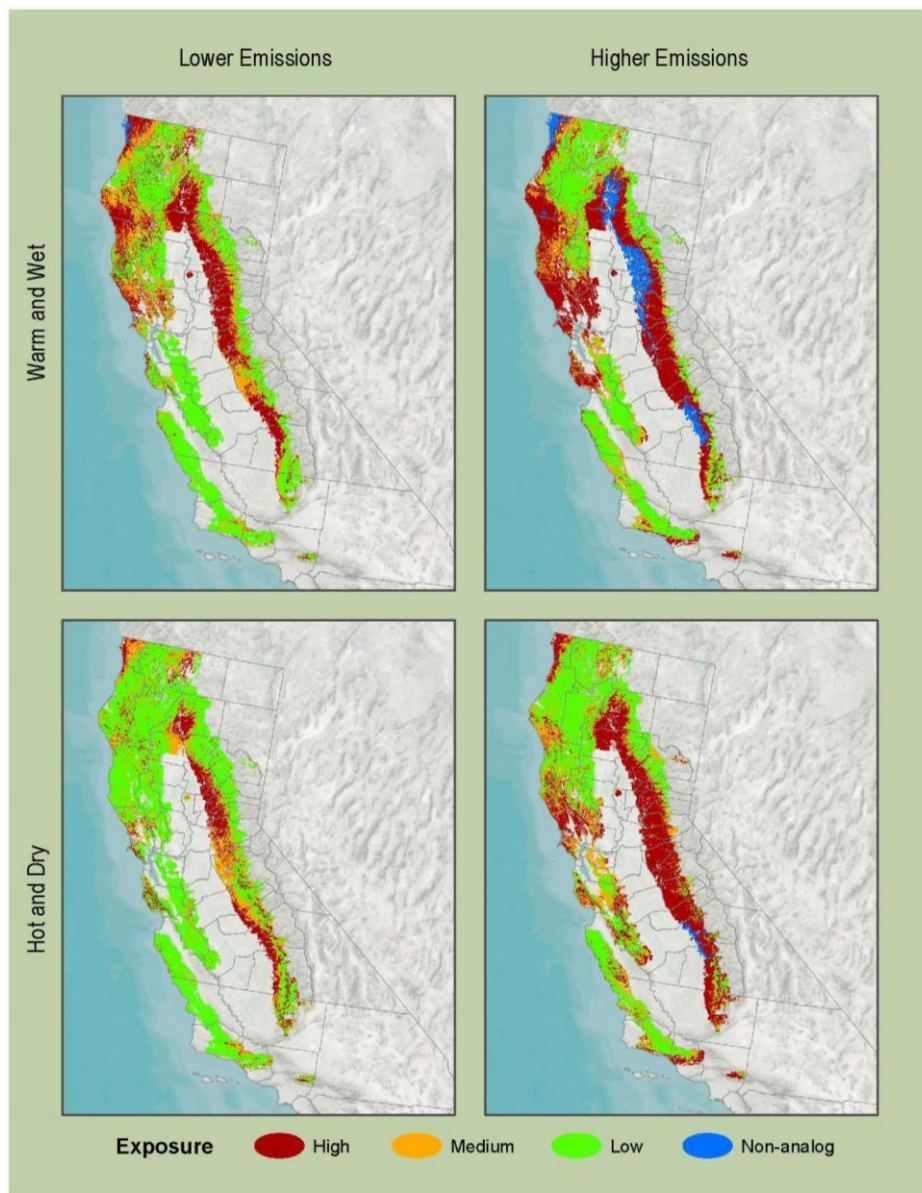 Lower Emissions
Higher Emissions
Warm and Wet
Hot and Dry
Exposure High Medium Low Non-analog